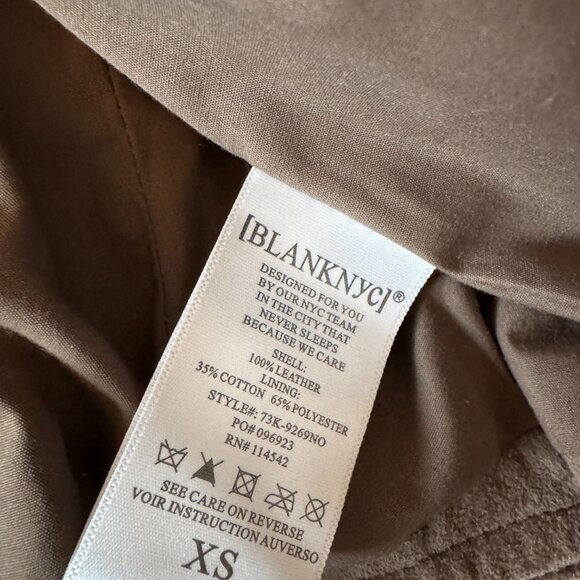 [BLANKNYC]®
DESIGNED FOR YOU
BY OUR NYC TEAM
IN THE CITY THAT
NEVER SLEEPS
BECAUSE WE CARE
SHELL:
100% LEATHER
LINING:
35% COTTON 65% POLYESTER
STYLE#: 73K-9269NO
PO# 096923
RN# 114542
SEE CARE ON REVERSE
VOIR INSTRUCTION AUVERSO
XS